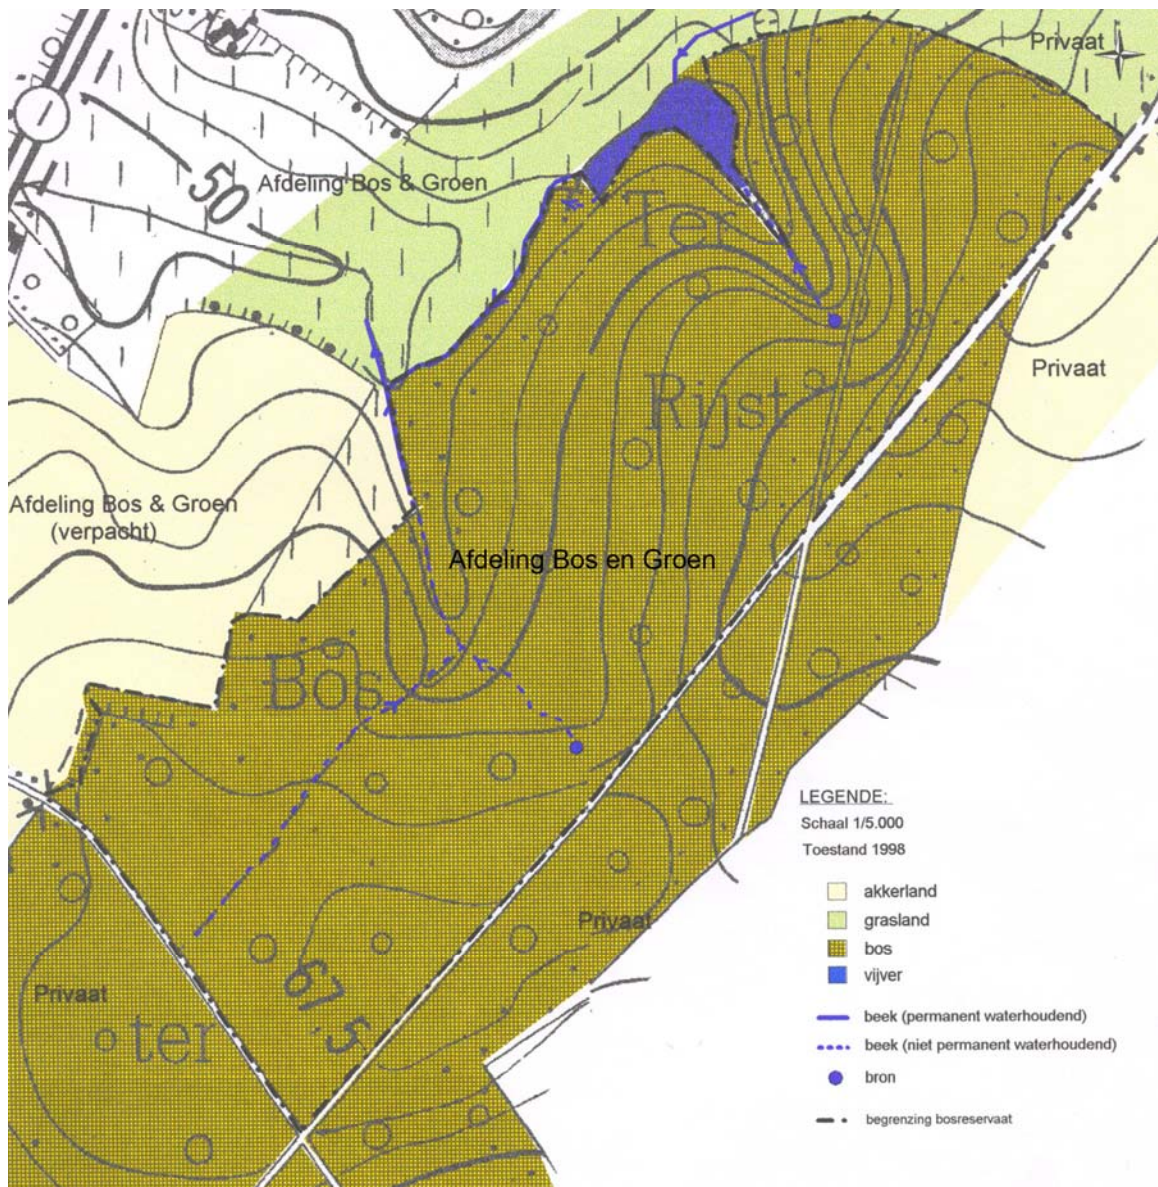 Privaat
50
Afdeling Bos & Groen
Ter
Privaat
Rijst
Afdeling Bos & Groen
(verpacht)
Afdeling Bos en Groen
Bos
LEGENDE:
Schaal 1/5.000
Toestand 1998
akkerland
grasland
bos
vijver
beek (permanent waterhoudend)
beek (niet permanent waterhoudend)
bron
begrenzing bosreservaat
Privaat
67.5
Privaat
ter